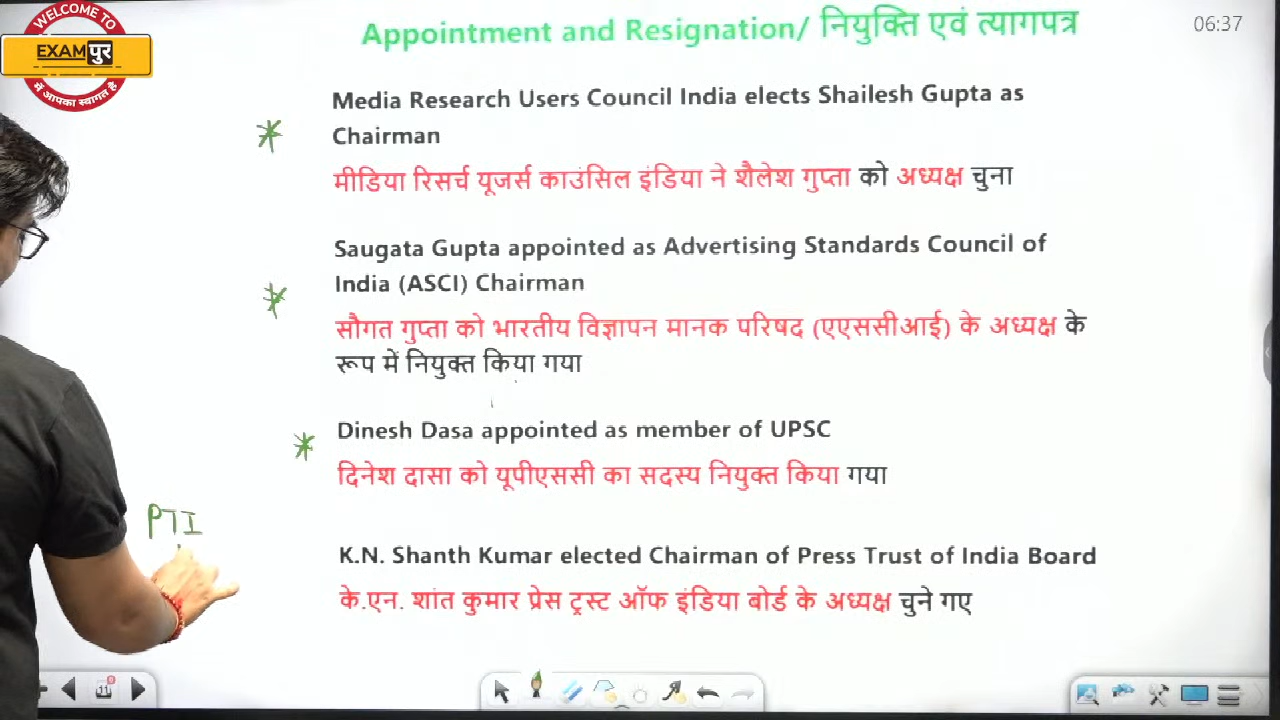 WELCOME TO
EXAMपुर
में आपका स्वागत है
Appointment and Resignation/ नियुक्ति एवं त्यागपत्र
06:37
Media Research Users Council India elects Shailesh Gupta as
Chairman
मीडिया रिसर्च यूजर्स काउंसिल इंडिया ने शैलेश गुप्ता को अध्यक्ष चुना
Saugata Gupta appointed as Advertising Standards Council of
India (ASCI) Chairman
सौगत गुप्ता को भारतीय विज्ञापन मानक परिषद (एएससीआई) के अध्यक्ष के
रूप में नियुक्त किया गया
Dinesh Dasa appointed as member of UPSC
दिनेश दासा को यूपीएससी का सदस्य नियुक्त किया गया
PTI
K.N. Shanth Kumar elected Chairman of Press Trust of India Board
के.एन. शांत कुमार प्रेस ट्रस्ट ऑफ इंडिया बोर्ड के अध्यक्ष चुने गए